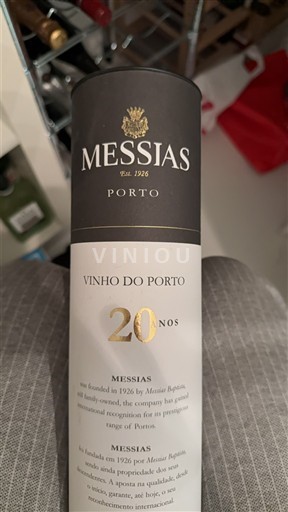 MESSIAS
Est. 1926
PORTO
VINIOU
VINHO DO PORTO
20 ANOS
MESSIAS
was founded in 1926 by Messias Baptista,
still family-owned, the company has gained
international recognition for its prestigious
range of Portos.
MESSIAS
foi fundada em 1926 por Messias Baptista,
sendo ainda propriedade dos seus
descendentes. A aposta na qualidade, desde
o início, garante, até hoje, o seu
reconhecimento internacional.